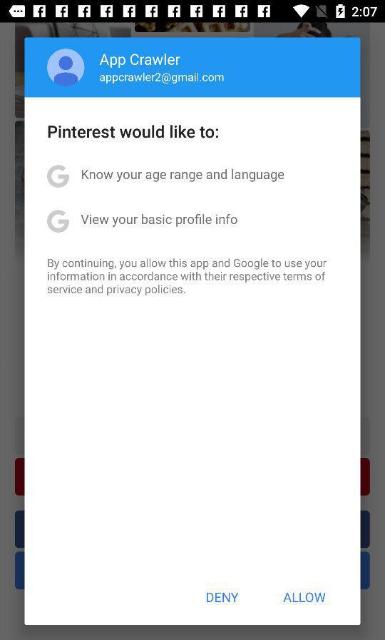 2:07
App Crawler
appcrawler2@gmail.com
Pinterest would like to:
Know your age range and language
View your basic profile info
By continuing, you allow this app and Google to use your
information in accordance with their respective terms of
service and privacy policies.
DENY ALLOW